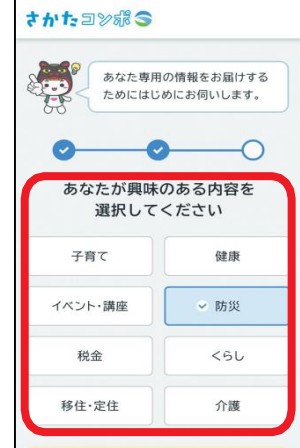 さかたコンポ
あなた専用の情報をお届けする
ためにはじめにお伺いします。
あなたが興味のある内容を
選択してください
子育て
健康
イベント・講座
防災
税金
くらし
移住・定住
介護